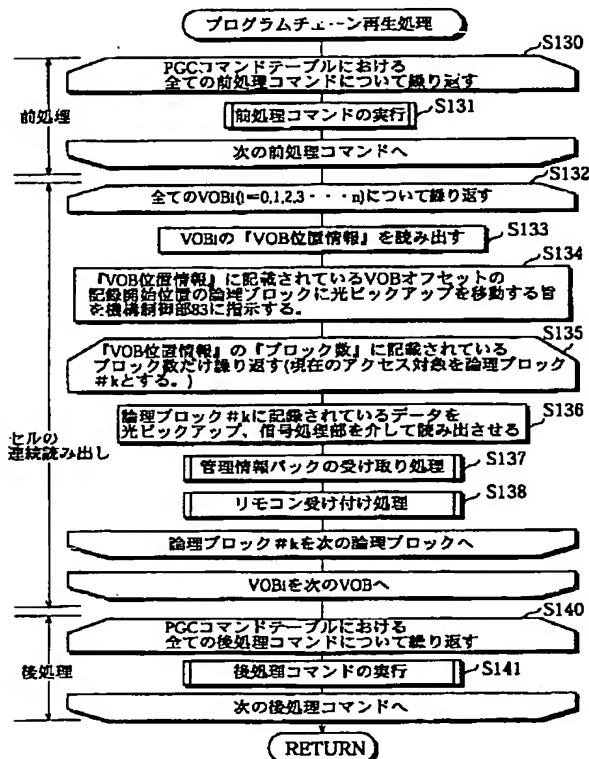 プログラムチェーン再生処理
S130
PGCコマンドテーブルにおける
全ての前処理コマンドについて繰り返す
前処理
前処理コマンドの実行
S131
次の前処理コマンドへ
S132
全てのVOBi(i=0,1,2,3・・・n)について繰り返す
VOBiの『VOB位置情報』を読み出す
S133
S134
『VOB位置情報』に記載されているVOBオフセットの
記録開始位置の論理ブロックに光ピックアップを移動する旨
を機構制御部83に指示する。
S135
『VOB位置情報』の『ブロック数』に記載されている
ブロック数だけ繰り返す(現在のアクセス対象を論理ブロック
#kとする。)
S136
論理ブロック#kに記録されているデータを
光ピックアップ、信号処理部を介して読み出させる
セルの
連続読み出し
管理情報パックの受け取り処理
S137
リモコン受け付け処理
S138
論理ブロック#kを次の論理ブロックへ
VOBiを次のVOBへ
S140
PGCコマンドテーブルにおける
全ての後処理コマンドについて繰り返す
後処理
後処理コマンドの実行
S141
次の後処理コマンドへ
RETURN